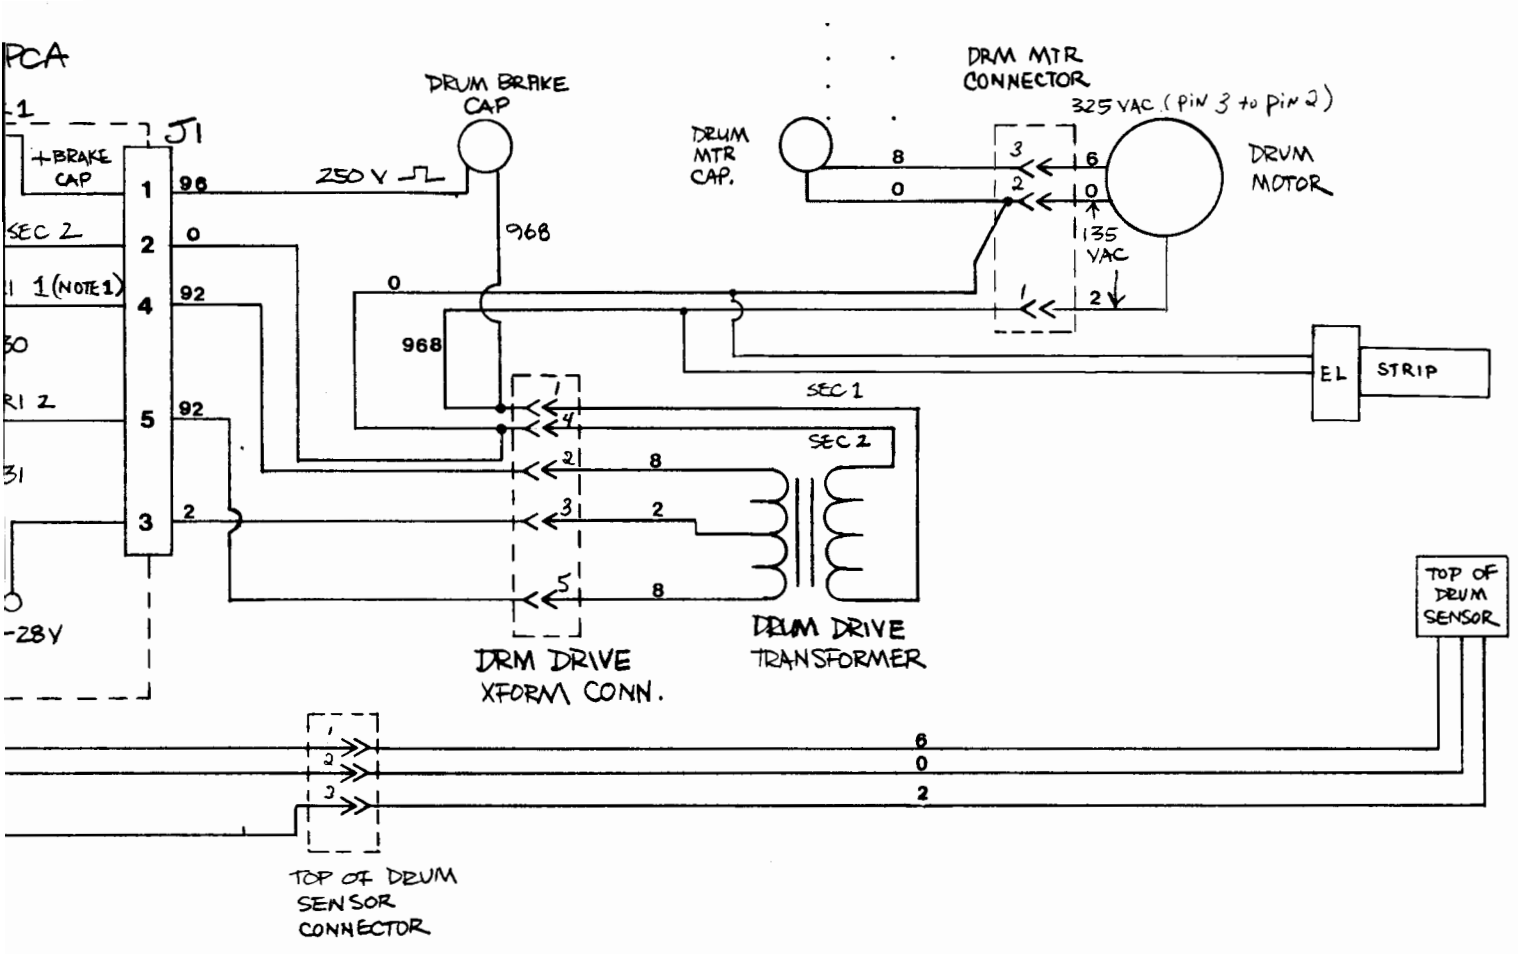 PCA
J1
+BRAKE
CAP
1
96
250 V
DRUM BRAKE
CAP
968
SEC 2
2
0
1 (NOTE 1)
4
92
30
RI 2
5
92
31
3
2
-28V
DRUM
MTR
CAP.
8
0
DRM MTR
CONNECTOR
325 VAC (PIN 3 to PIN 2)
3
6
2
0
135
VAC
1
2
DRUM
MOTOR
0
968
1
SEC 1
4
SEC 2
2
8
3
2
5
8
DRM DRIVE
XFORM CONN.
DRUM DRIVE
TRANSFORMER
EL
STRIP
TOP OF
DRUM
SENSOR
1
6
2
0
3
2
TOP OF DRUM
SENSOR
CONNECTOR